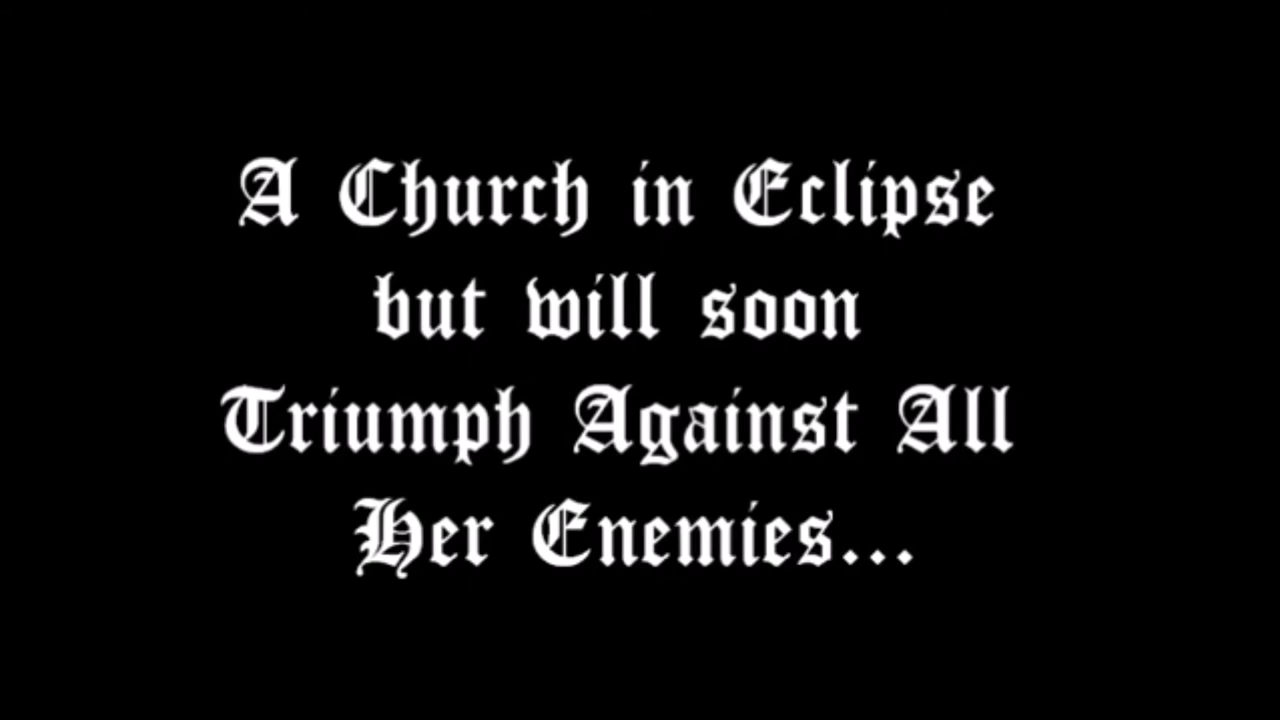 A Church in Eclipse
but will soon
Triumph Against All
Her Enemies...